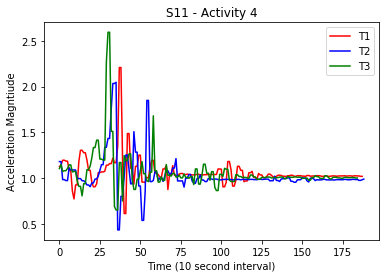 S11 - Activity 4
T1
T2
T3
2.5
2.0
1.5
1.0
0.5
Acceleration Magntiude
0
25
50
75
100
125
150
175
Time (10 second interval)